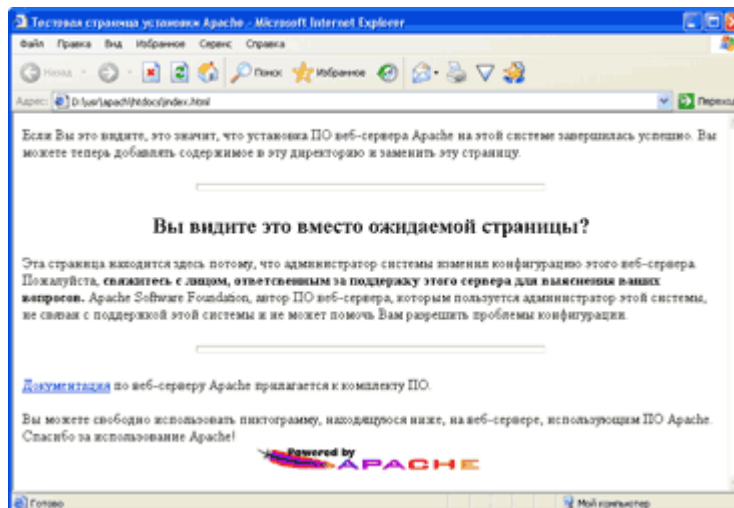 Тестовая страница установки Apache - Microsoft Internet Explorer
Файл Правка Вид Избранное Сервис Справка
Назад Поиск Избранное
Адрес: D:\usr\apach\htdocs\index.html Переход
Если Вы это видите, это значит, что установка ПО веб-сервера Apache на этой системе завершилась успешно. Вы
можете теперь добавлять содержимое в эту директорию и заменить эту страницу.
Вы видите это вместо ожидаемой страницы?
Эта страница находится здесь потому, что администратор системы изменил конфигурацию этого веб-сервера.
Пожалуйста, свяжитесь с лицом, ответственным за поддержку этого сервера для выяснения ваших
вопросов. Apache Software Foundation, автор ПО веб-сервера, которым пользуется администратор этой системы,
не связан с поддержкой этой системы и не может помочь Вам разрешить проблемы конфигурации.
Документация по веб-серверу Apache прилагается к комплекту ПО.
Вы можете свободно использовать пиктограмму, находящуюся ниже, на веб-сервере, использующим ПО Apache.
Спасибо за использование Apache!
Powered by
APACHE
Готово Мой компьютер